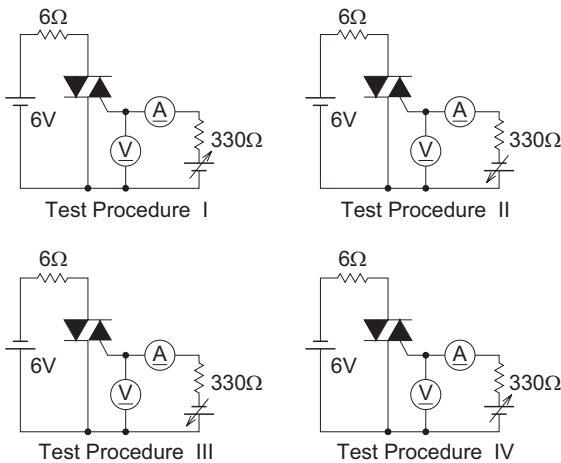 6Ω
6V
A
V
330Ω
Test Procedure I
6Ω
6V
A
V
330Ω
Test Procedure II
6Ω
6V
A
V
330Ω
Test Procedure III
6Ω
6V
A
V
330Ω
Test Procedure IV